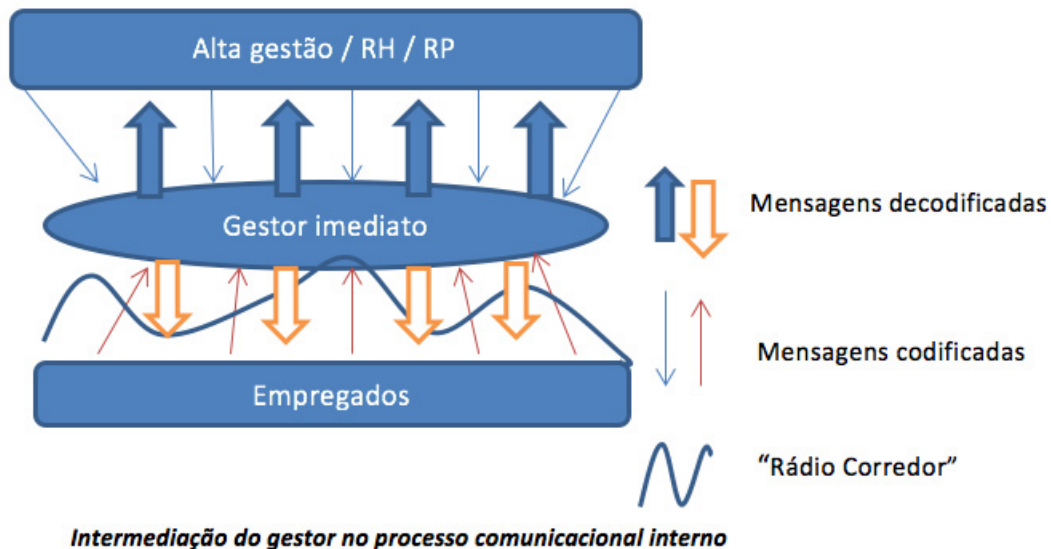 Alta gestão / RH / RP
Gestor imediato
Mensagens decodificadas
Mensagens codificadas
Empregados
“Rádio Corredor”
Intermediação do gestor no processo comunicacional interno